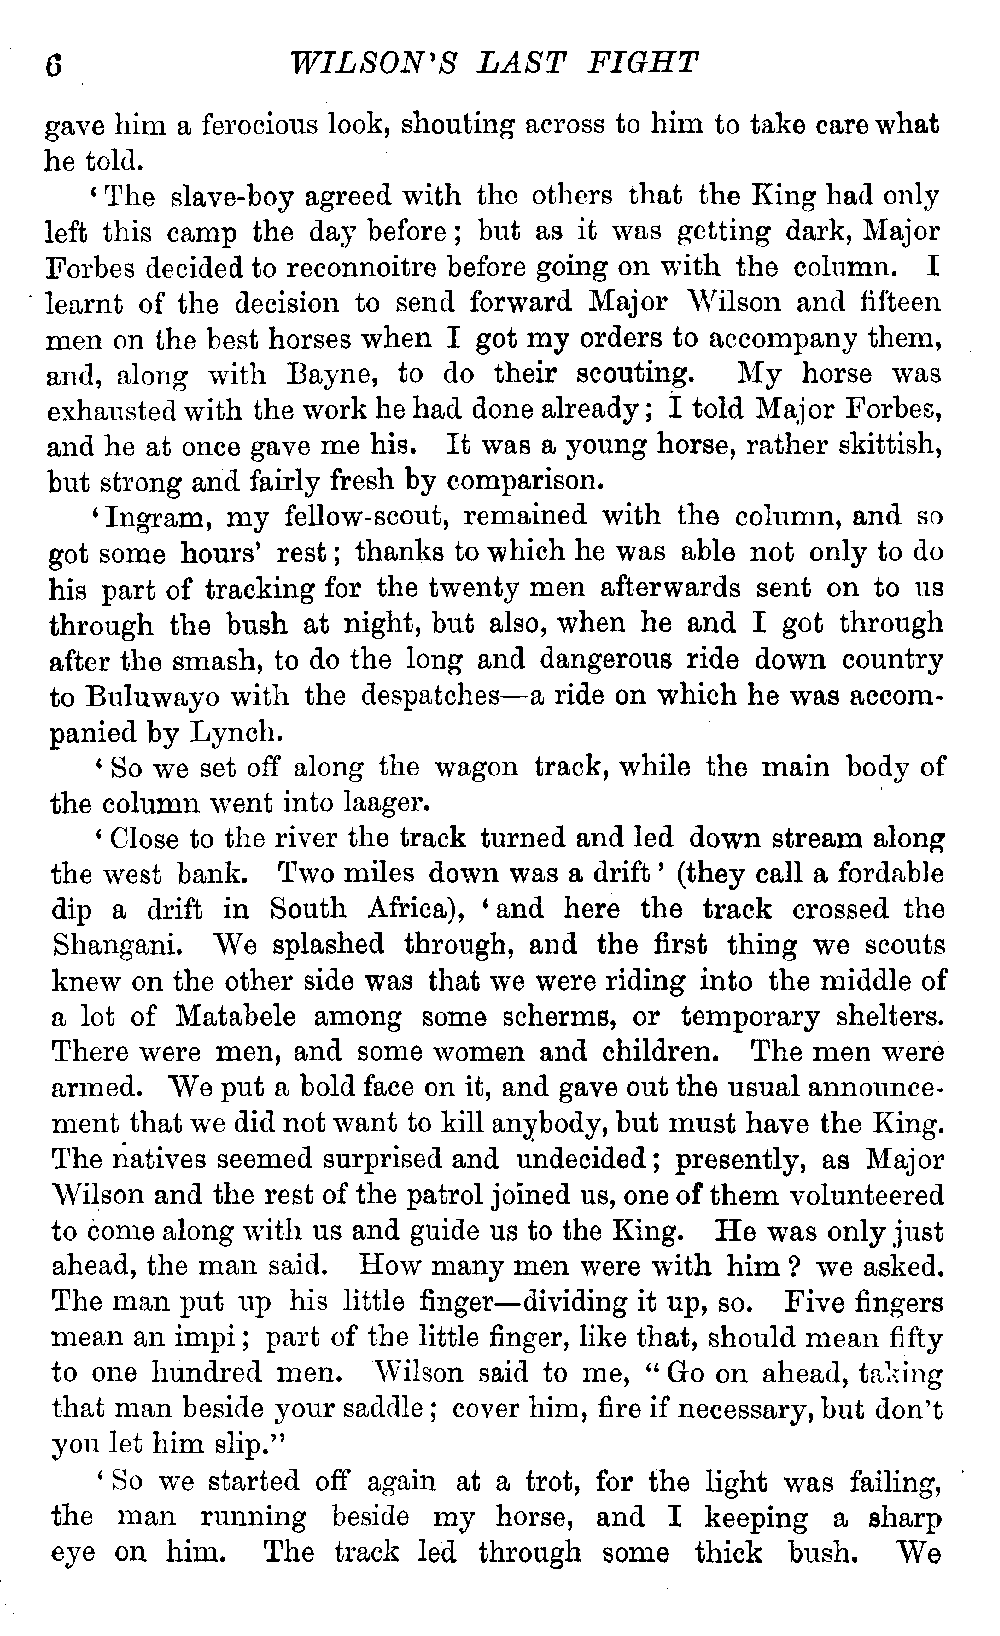 6 WILSON'S LAST FIGHT
gave him a ferocious look, shouting across to him to take care what
he told.
'The slave-boy agreed with the others that the King had only
left this camp the day before; but as it was getting dark, Major
Forbes decided to reconnoitre before going on with the column. I
learnt of the decision to send forward Major Wilson and fifteen
men on the best horses when I got my orders to accompany them,
and, along with Bayne, to do their scouting. My horse was
exhausted with the work he had done already; I told Major Forbes,
and he at once gave me his. It was a young horse, rather skittish,
but strong and fairly fresh by comparison.
'Ingram, my fellow-scout, remained with the column, and so
got some hours' rest; thanks to which he was able not only to do
his part of tracking for the twenty men afterwards sent on to us
through the bush at night, but also, when he and I got through
after the smash, to do the long and dangerous ride down country
to Buluwayo with the despatches—a ride on which he was accom-
panied by Lynch.
'So we set off along the wagon track, while the main body of
the column went into laager.
'Close to the river the track turned and led down stream along
the west bank. Two miles down was a drift' (they call a fordable
dip a drift in South Africa), 'and here the track crossed the
Shangani. We splashed through, and the first thing we scouts
knew on the other side was that we were riding into the middle of
a lot of Matabele among some scherms, or temporary shelters.
There were men, and some women and children. The men were
armed. We put a bold face on it, and gave out the usual announce-
ment that we did not want to kill anybody, but must have the King.
The natives seemed surprised and undecided; presently, as Major
Wilson and the rest of the patrol joined us, one of them volunteered
to come along with us and guide us to the King. He was only just
ahead, the man said. How many men were with him? we asked.
The man put up his little finger—dividing it up, so. Five fingers
mean an impi; part of the little finger, like that, should mean fifty
to one hundred men. Wilson said to me, "Go on ahead, taking
that man beside your saddle; cover him, fire if necessary, but don't
you let him slip."
'So we started off again at a trot, for the light was failing,
the man running beside my horse, and I keeping a sharp
eye on him. The track led through some thick bush. We